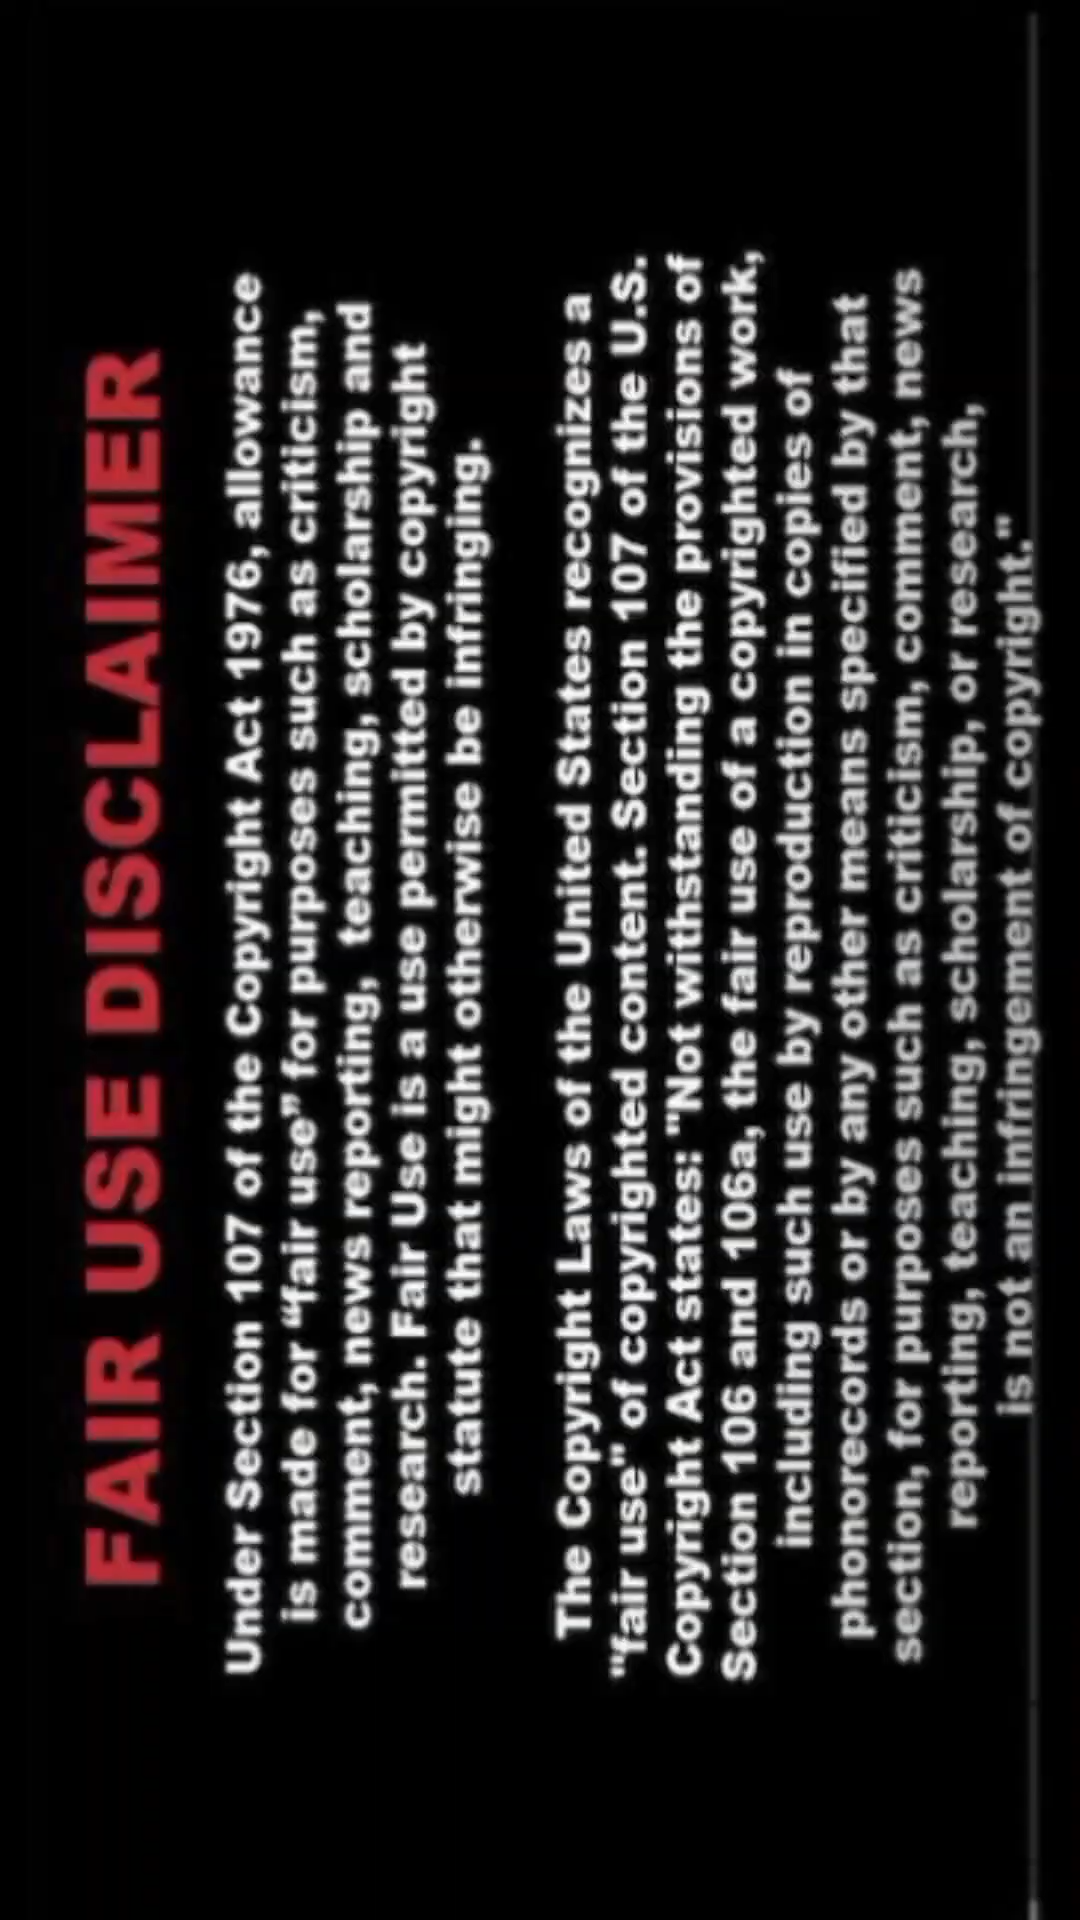 FAIR USE DISCLAIMER
Under Section 107 of the Copyright Act 1976, allowance
is made for “fair use” for purposes such as criticism,
comment, news reporting, teaching, scholarship and
research. Fair Use is a use permitted by copyright
statute that might otherwise be infringing.
The Copyright Laws of the United States recognizes a
"fair use" of copyrighted content. Section 107 of the U.S.
Copyright Act states: "Not withstanding the provisions of
Section 106 and 106a, the fair use of a copyrighted work,
including such use by reproduction in copies of
phonorecords or by any other means specified by that
section, for purposes such as criticism, comment, news
reporting, teaching, scholarship, or research,
is not an infringement of copyright."